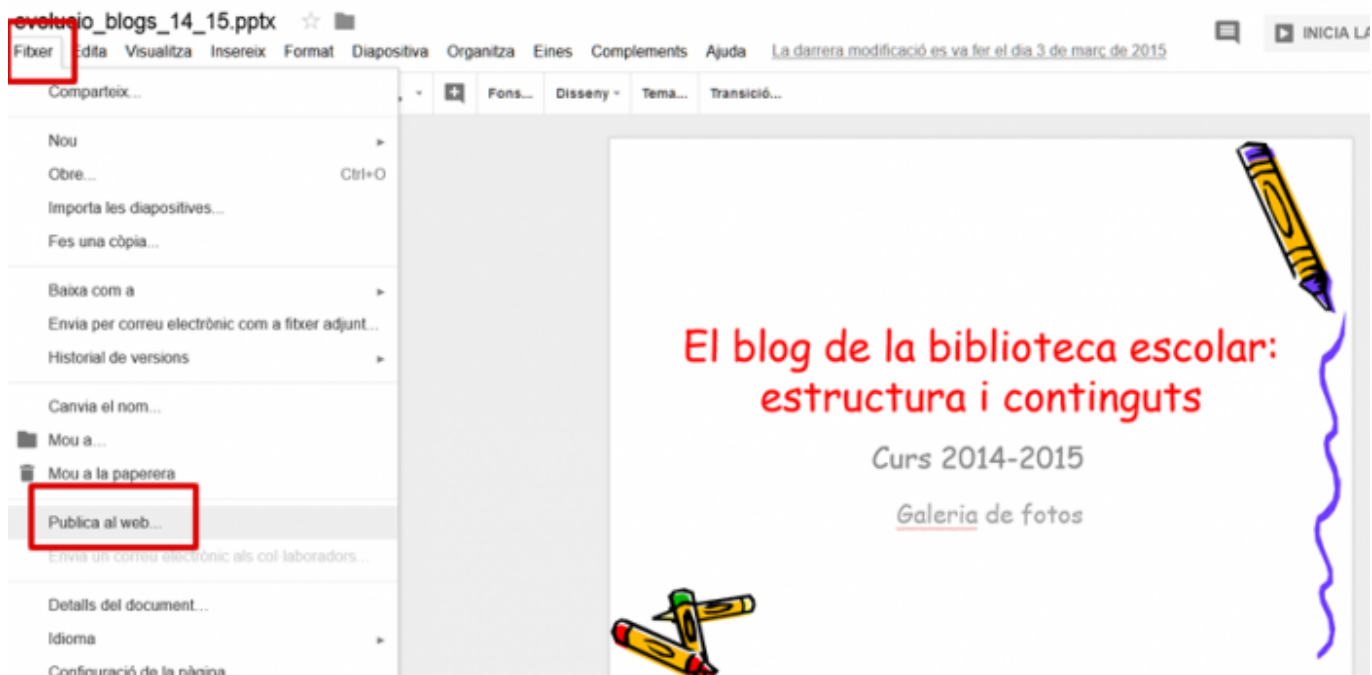 evolucio_blogs_14_15.pptx
Fitxer Edita Visualitza Insereix Format Diapositiva Organitza Eines Complements Ajuda La darrera modificació es va fer el dia 3 de març de 2015
INICIA LA
Comparteix...
Fons... Disseny Tema... Transició...
Nou
Obre... Ctrl+O
Importa les diapositives...
Fes una còpia...
Baixa com a
Envia per correu electrònic com a fitxer adjunt...
Historial de versions
Canvia el nom...
Mou a...
Mou a la paperera
Publica al web...
Envia un correu electrònic als col·laboradors...
Detalls del document...
Idioma
Configuració de la pàgina
El blog de la biblioteca escolar:
estructura i continguts
Curs 2014-2015
Galeria de fotos